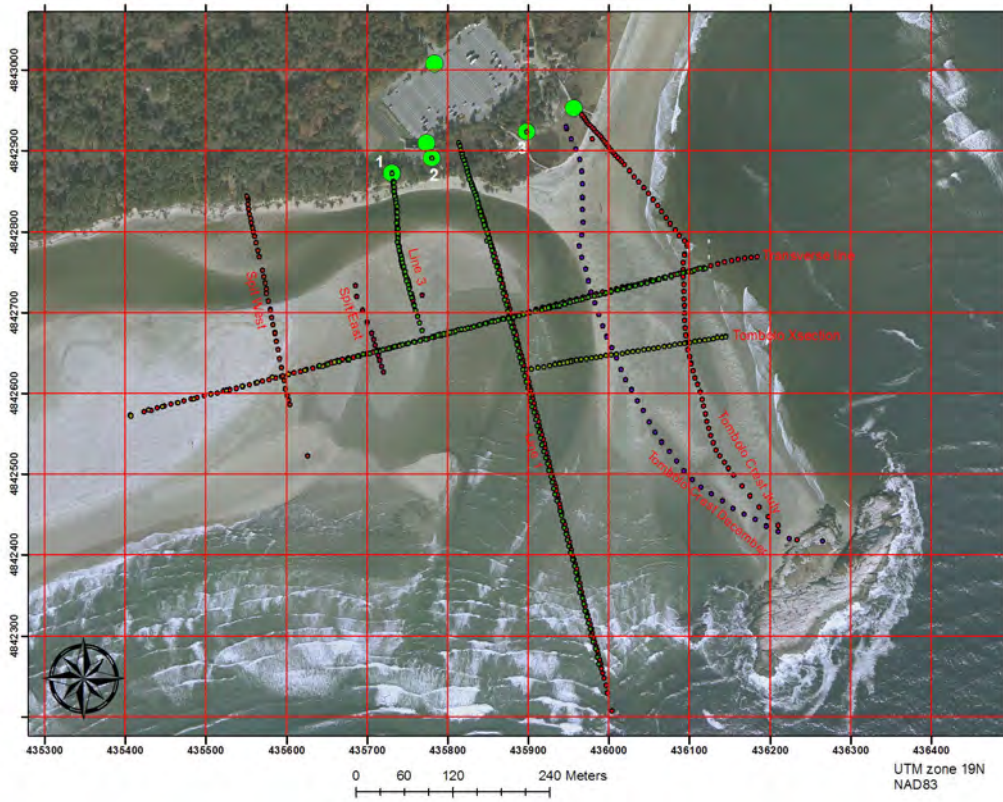 4843000
4842900
4842800
4842700
4842600
4842500
4842400
4842300
1
2
3
Spit West
Spit East
Line 3
Transverse line
Tombolo Xsection
Tombolo Crest July
Tombolo Crest December
435300 435400 435500 435600 435700 435800 435900 436000 436100 436200 436300 436400
0 60 120 240 Meters
UTM zone 19N
NAD83